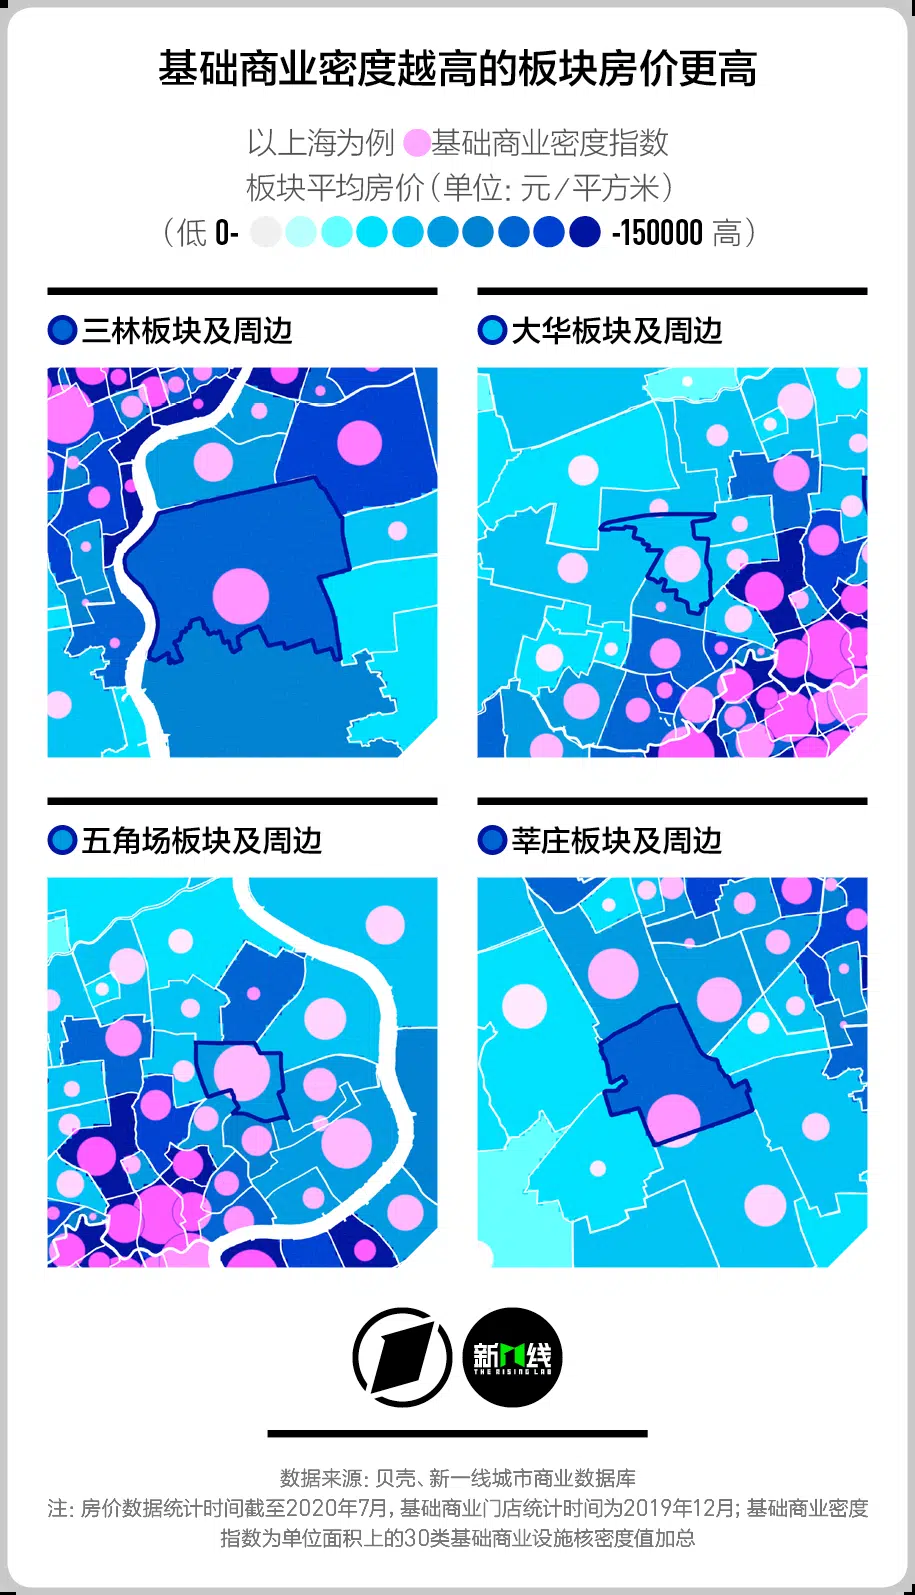 基础商业密度越高的板块房价更高
以上海为例 基础商业密度指数
板块平均房价(单位: 元/平方米)
(低 0- -150000 高)
三林板块及周边
大华板块及周边
五角场板块及周边
莘庄板块及周边
新一线
THE RISING LAB
数据来源: 贝壳、新一线城市商业数据库
注: 房价数据统计时间截至2020年7月, 基础商业门店统计时间为2019年12月; 基础商业密度
指数为单位面积上的30类基础商业设施核密度值加总